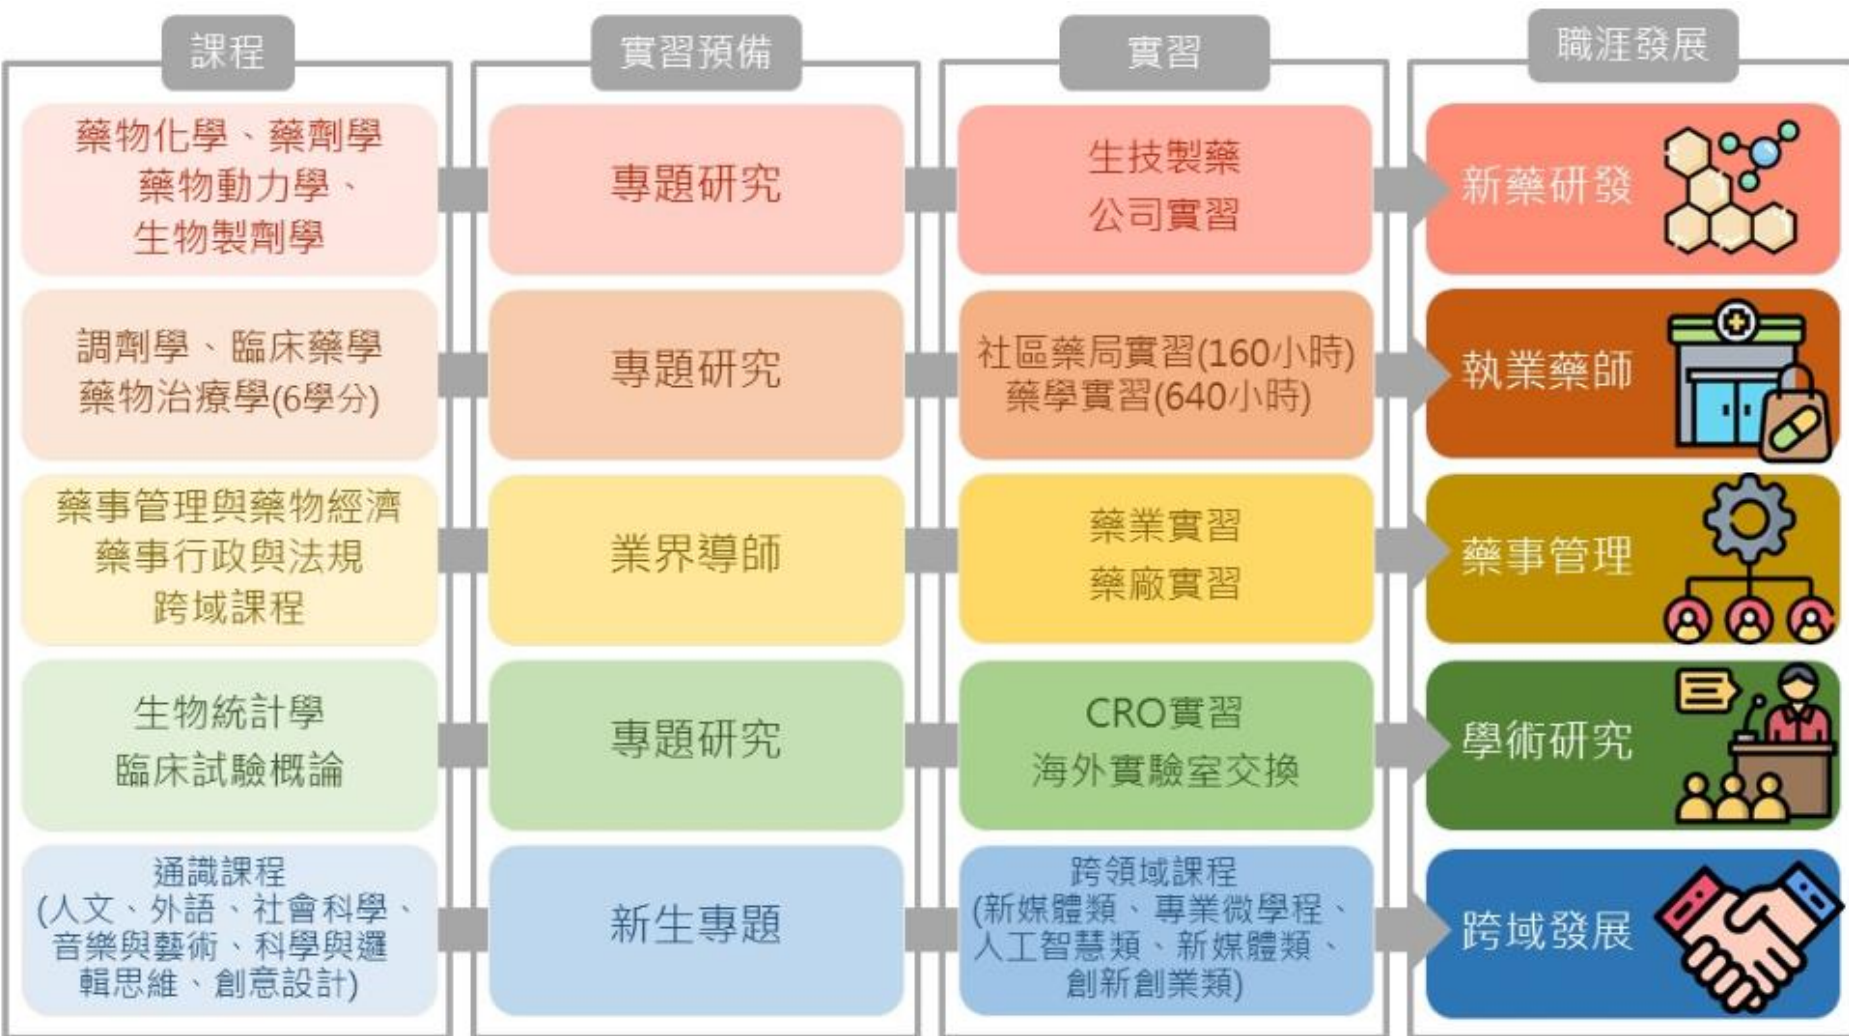 課程
實習預備
實習
職涯發展
藥物化學、藥劑學
藥物動力學、
生物製劑學
專題研究
生技製藥
公司實習
新藥研發
調劑學、臨床藥學
藥物治療學(6學分)
專題研究
社區藥局實習(160小時)
藥學實習(640小時)
執業藥師
藥事管理與藥物經濟
藥事行政與法規
跨域課程
業界導師
藥業實習
藥廠實習
藥事管理
生物統計學
臨床試驗概論
專題研究
CRO實習
海外實驗室交換
學術研究
通識課程
(人文、外語、社會科學、
音樂與藝術、科學與邏
輯思維、創意設計)
新生專題
跨領域課程
(新媒體類、專業微學程、
人工智慧類、新媒體類、
創新創業類)
跨域發展